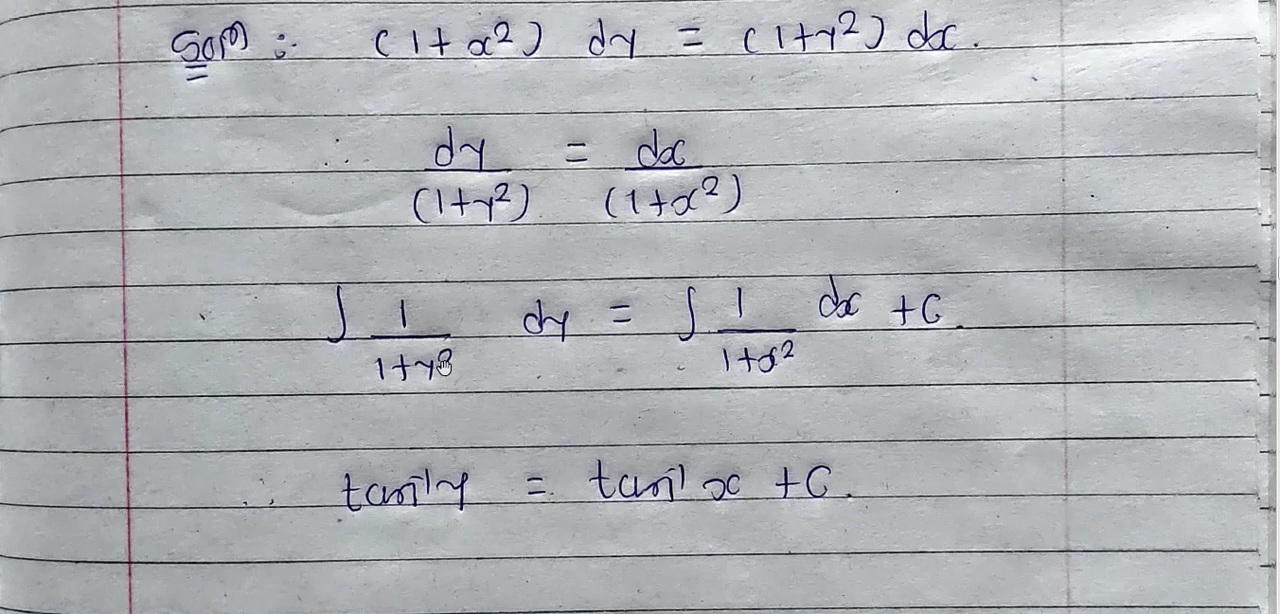 Soln :- (1+x²) dy = (1+y²) dx.
∴ dy/(1+y²) = dx/(1+x²)
∫ 1/(1+y²) dy = ∫ 1/(1+x²) dx + C.
∴ tan⁻¹y = tan⁻¹x + C.